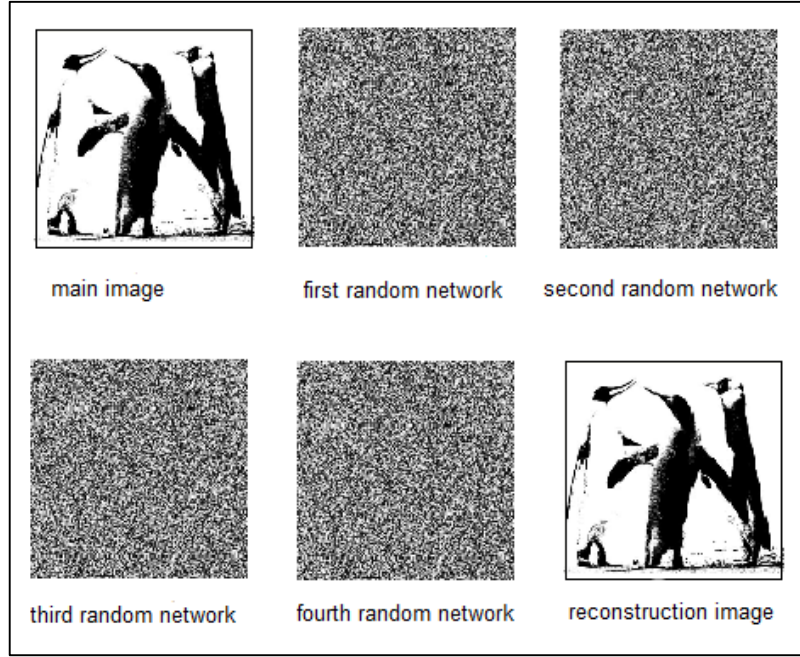 main image
first random network
second random network
third random network
fourth random network
reconstruction image